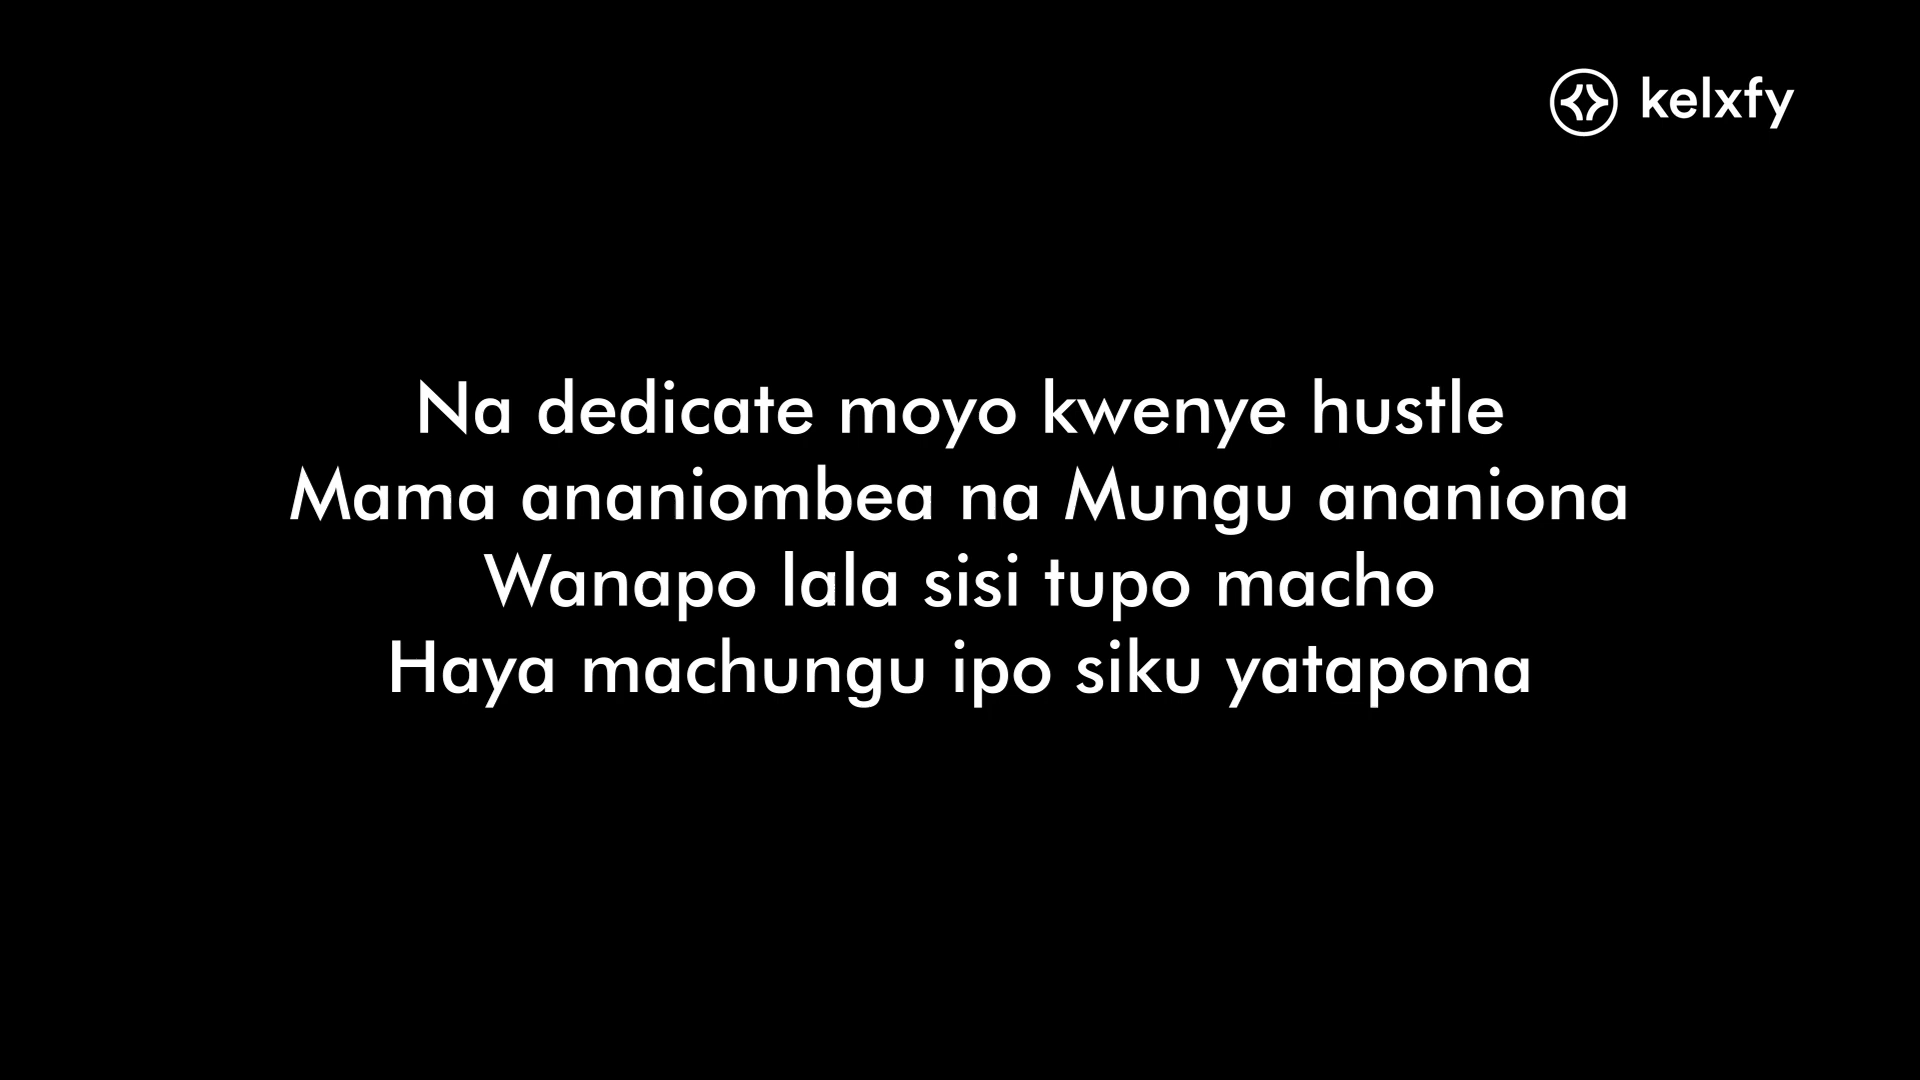 kelxfy
Na dedicate moyo kwenye hustle
Mama ananiombea na Mungu ananiona
Wanapo lala sisi tupo macho
Haya machungu ipo siku yatapona